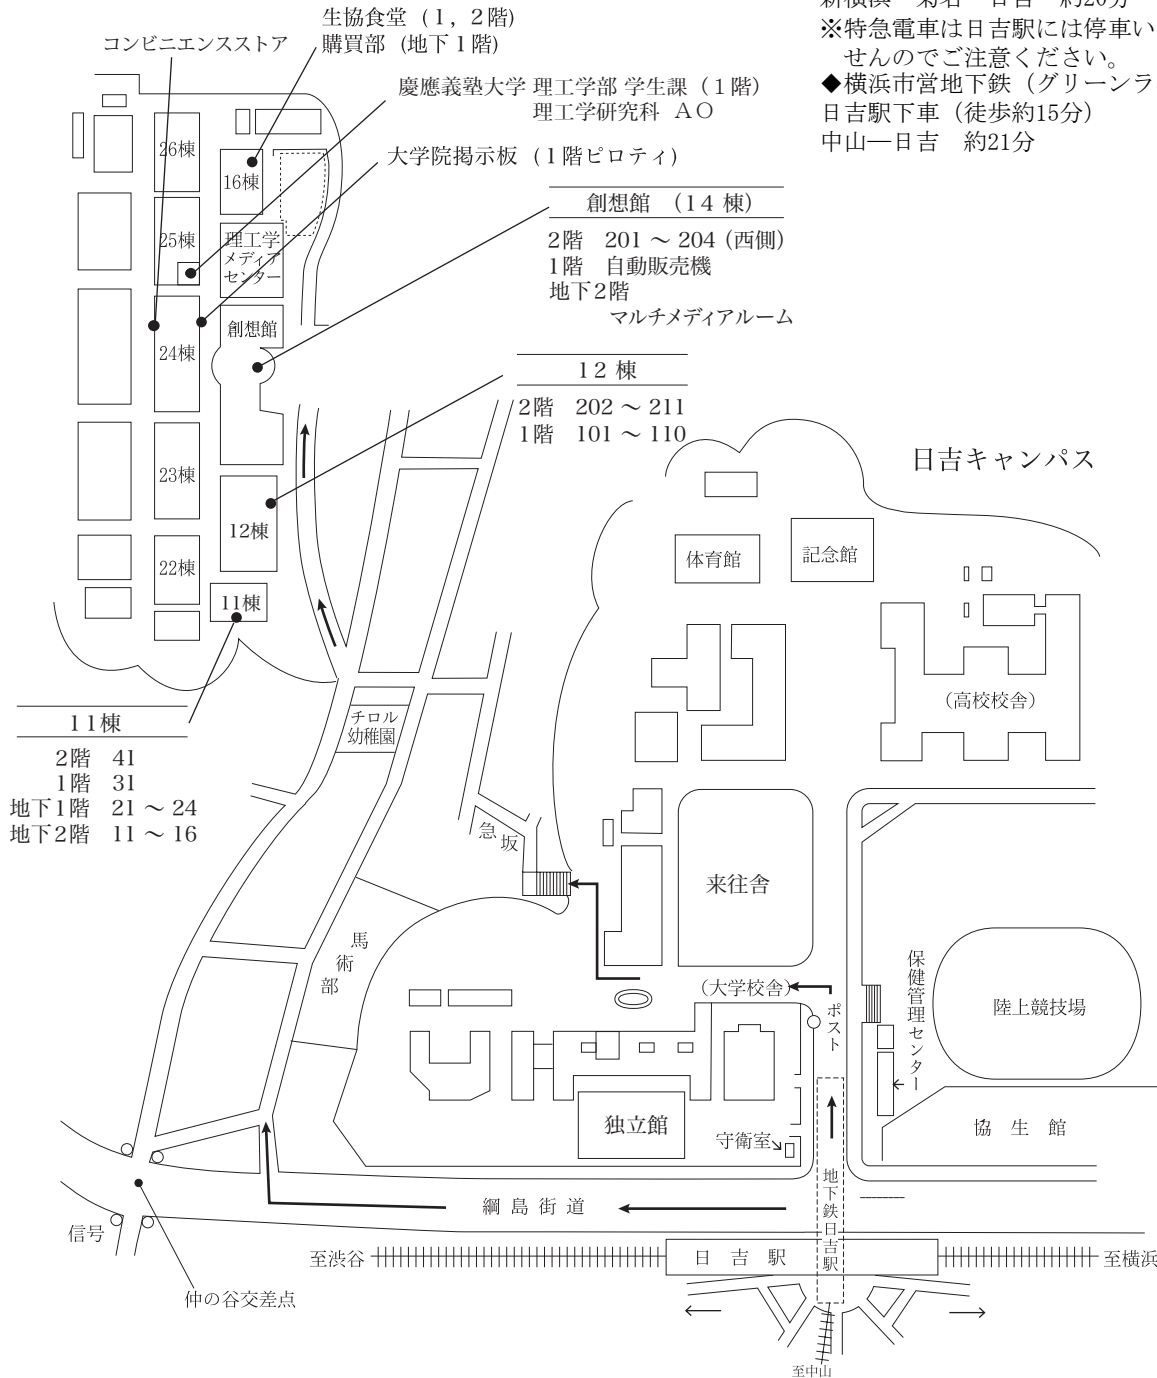 新横浜―菊名―日吉　約20分
※特急電車は日吉駅には停車い
せんのでご注意ください。
◆横浜市営地下鉄（グリーンラ
日吉駅下車（徒歩約15分）
中山―日吉　約21分
生協食堂（1，2階）
購買部（地下1階）
コンビニエンスストア
慶應義塾大学 理工学部 学生課（1階）
理工学研究科　AO
大学院掲示板（1階ピロティ）
創想館　（14 棟）
2階　201 ～ 204（西側）
1階　自動販売機
地下2階
マルチメディアルーム
12 棟
2階　202 ～ 211
1階　101 ～ 110
26棟
16棟
25棟
理工学
メディア
センター
創想館
24棟
23棟
12棟
22棟
11棟
11棟
2階　41
1階　31
地下1階　21 ～ 24
地下2階　11 ～ 16
日吉キャンパス
体育館
記念館
（高校校舎）
チロル
幼稚園
急坂
来往舎
馬術部
（大学校舎）
ポスト
保健管理センター
陸上競技場
独立館
守衛室
協 生 館
地下鉄日吉駅
綱 島 街 道
信号
至渋谷
日 吉 駅
至横浜
仲の谷交差点
至中山